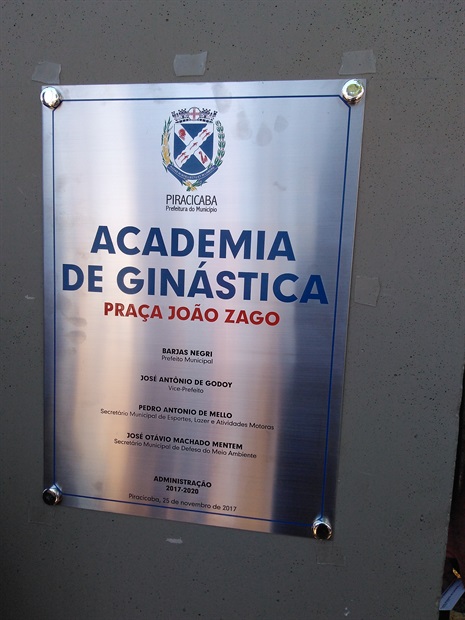 PIRACICABA
Prefeitura do Município
ACADEMIA
DE GINÁSTICA
PRAÇA JOÃO ZAGO
BARJAS NEGRI
Prefeito Municipal
JOSÉ ANTÔNIO DE GODOY
Vice-Prefeito
PEDRO ANTONIO DE MELLO
Secretário Municipal de Esportes, Lazer e Atividades Motoras
JOSÉ OTÁVIO MACHADO MENTEM
Secretário Municipal de Defesa do Meio Ambiente
ADMINISTRAÇÃO
2017-2020
Piracicaba, 25 de novembro de 2017